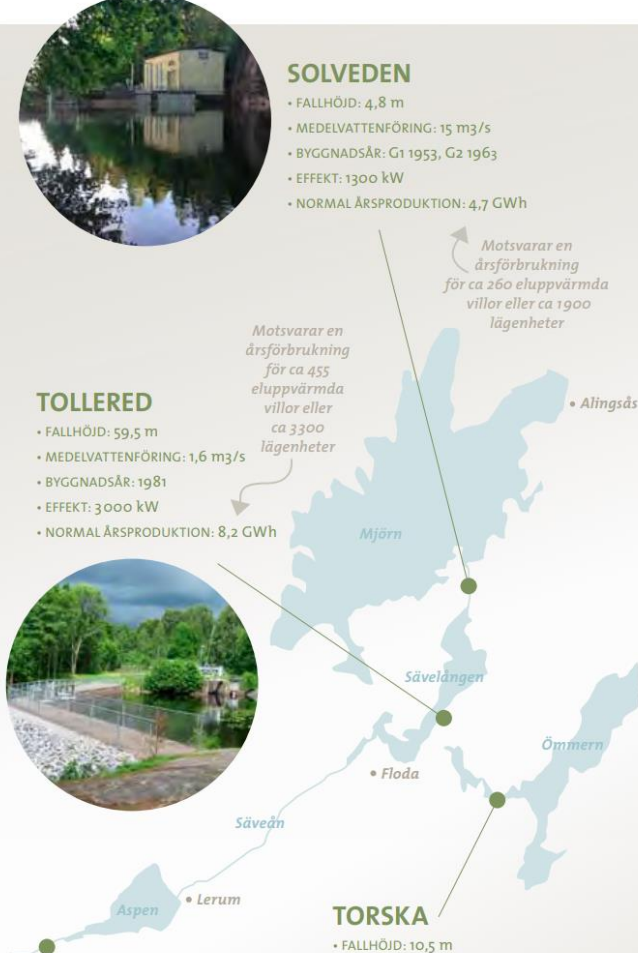 SOLVEDEN
• FALLHÖJD: 4,8 m
• MEDELVATTENFÖRING: 15 m3/s
• BYGGNADSÅR: G1 1953, G2 1963
• EFFEKT: 1300 kW
• NORMAL ÅRSPRODUKTION: 4,7 GWh
Motsvarar en
årsförbrukning
för ca 260 eluppvärmda
villor eller ca 1900
lägenheter
Motsvarar en
årsförbrukning
för ca 455
eluppvärmda
villor eller
ca 3300
lägenheter
TOLLERED
• FALLHÖJD: 59,5 m
• MEDELVATTENFÖRING: 1,6 m3/s
• BYGGNADSÅR: 1981
• EFFEKT: 3000 kW
• NORMAL ÅRSPRODUKTION: 8,2 GWh
• Alingsås
Mjörn
Sävelången
Ömmern
• Floda
Säveån
Aspen
• Lerum
TORSKA
• FALLHÖJD: 10,5 m